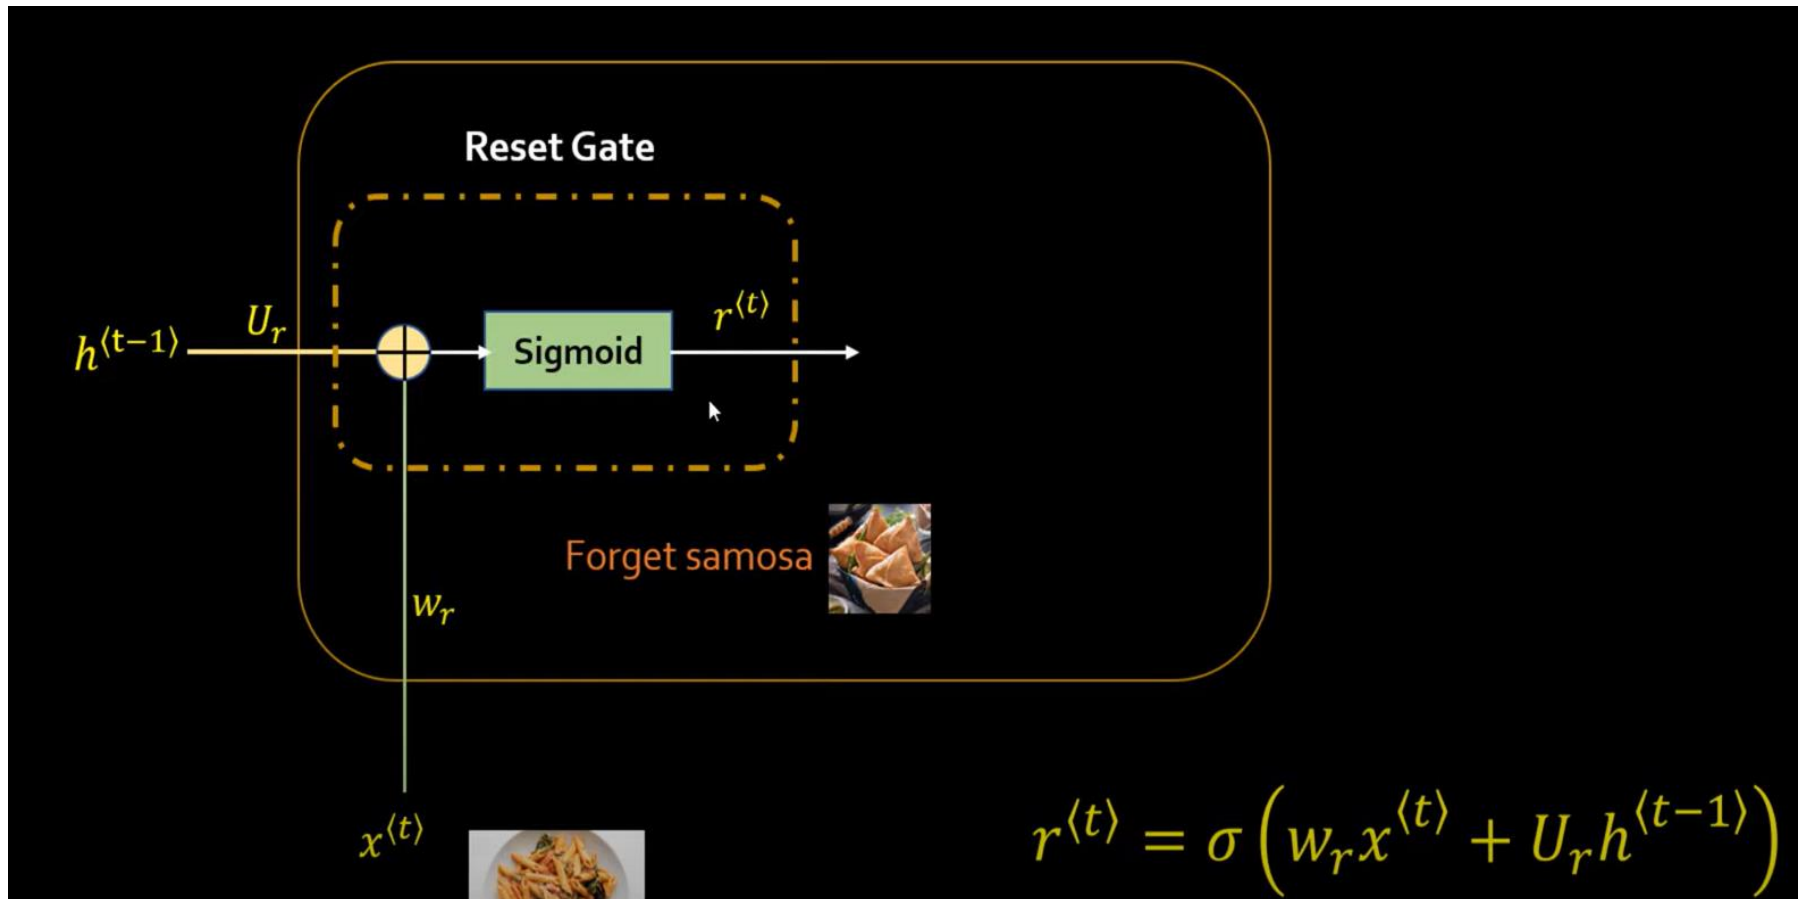 Reset Gate
h⟨t−1⟩
U_r
Sigmoid
r⟨t⟩
Forget samosa
w_r
x⟨t⟩
r⟨t⟩ = σ(w_r x⟨t⟩ + U_r h⟨t−1⟩)